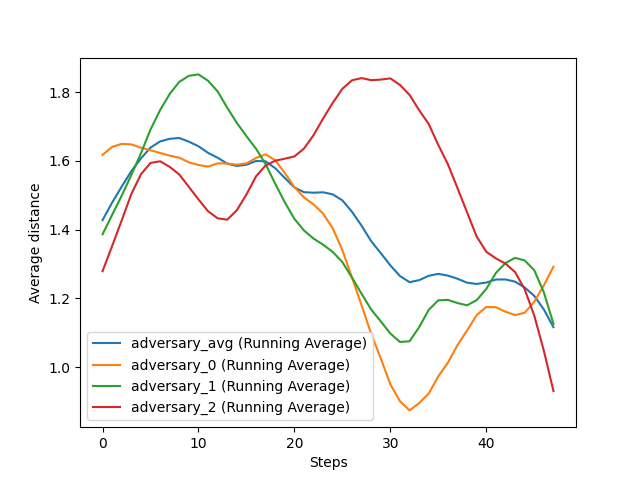 1.8
1.6
1.4
1.2
1.0
Average distance
adversary_avg (Running Average)
adversary_0 (Running Average)
adversary_1 (Running Average)
adversary_2 (Running Average)
0 10 20 30 40
Steps